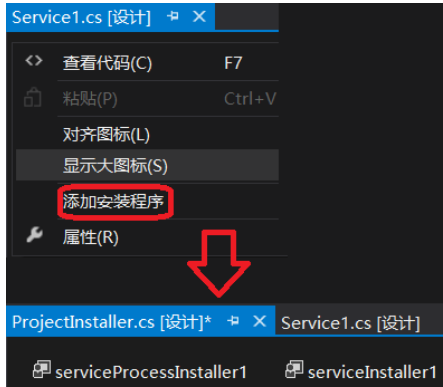 Service1.cs [设计]
查看代码(C) F7
粘贴(P) Ctrl+V
对齐图标(L)
显示大图标(S)
添加安装程序
属性(R)
ProjectInstaller.cs [设计]* Service1.cs [设计]
serviceProcessInstaller1 serviceInstaller1